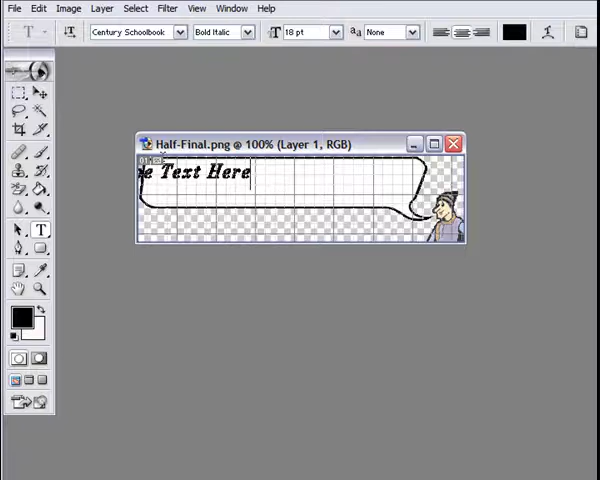 File Edit Image Layer Select Filter View Window Help
T Century Schoolbook Bold Italic T 18 pt aa None
Half-Final.png @ 100% (Layer 1, RGB)
e Text Here
T